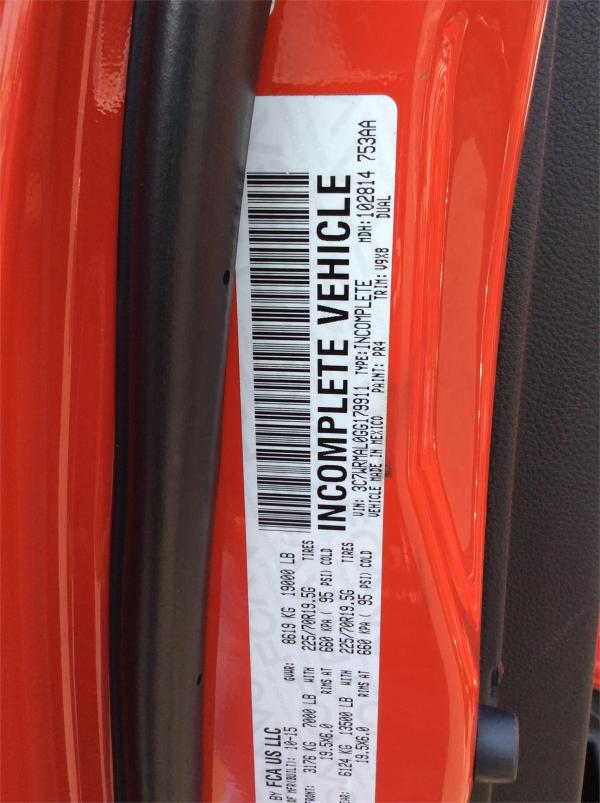 BY FCA US LLC
OF MFR(BUILT): 10-15 GVWR: 8619 KG 19000 LB
FRONT: 3176 KG 7000 LB WITH 225/70R19.5G TIRES
19.5X6.0 RIMS AT 660 KPA ( 95 PSI) COLD
EAR: 6124 KG 13500 LB WITH 225/70R19.5G TIRES
19.5X6.0 RIMS AT 660 KPA ( 95 PSI) COLD
INCOMPLETE VEHICLE
VIN: 3C7WRMAL0GG179911 TYPE:INCOMPLETE MDH:102814 753AA
VEHICLE MADE IN MEXICO PAINT: PR4 TRIM: V9X8 DUAL